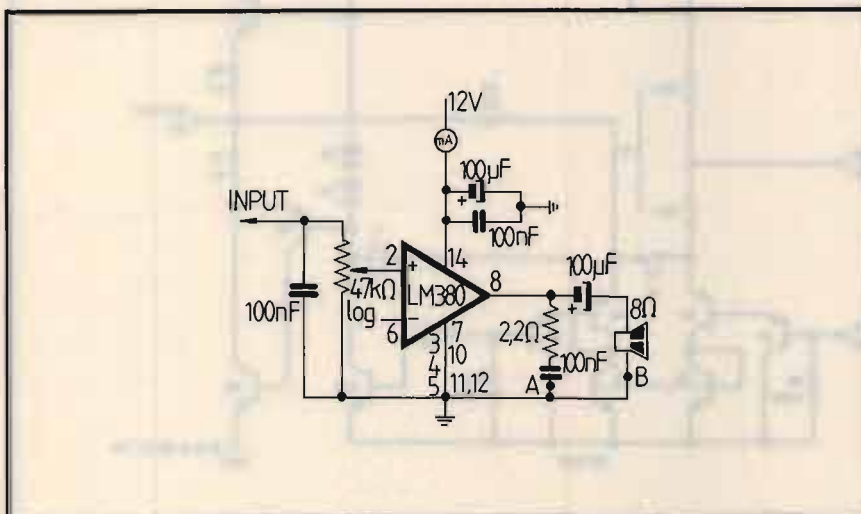 12V
mA
100µF
+
100nF
INPUT
14
2
+
8
100µF
+
47kΩ
LM380
log
−
100nF
6
2,2Ω
8Ω
3
7
4
10
5
11,12
100nF
A
B